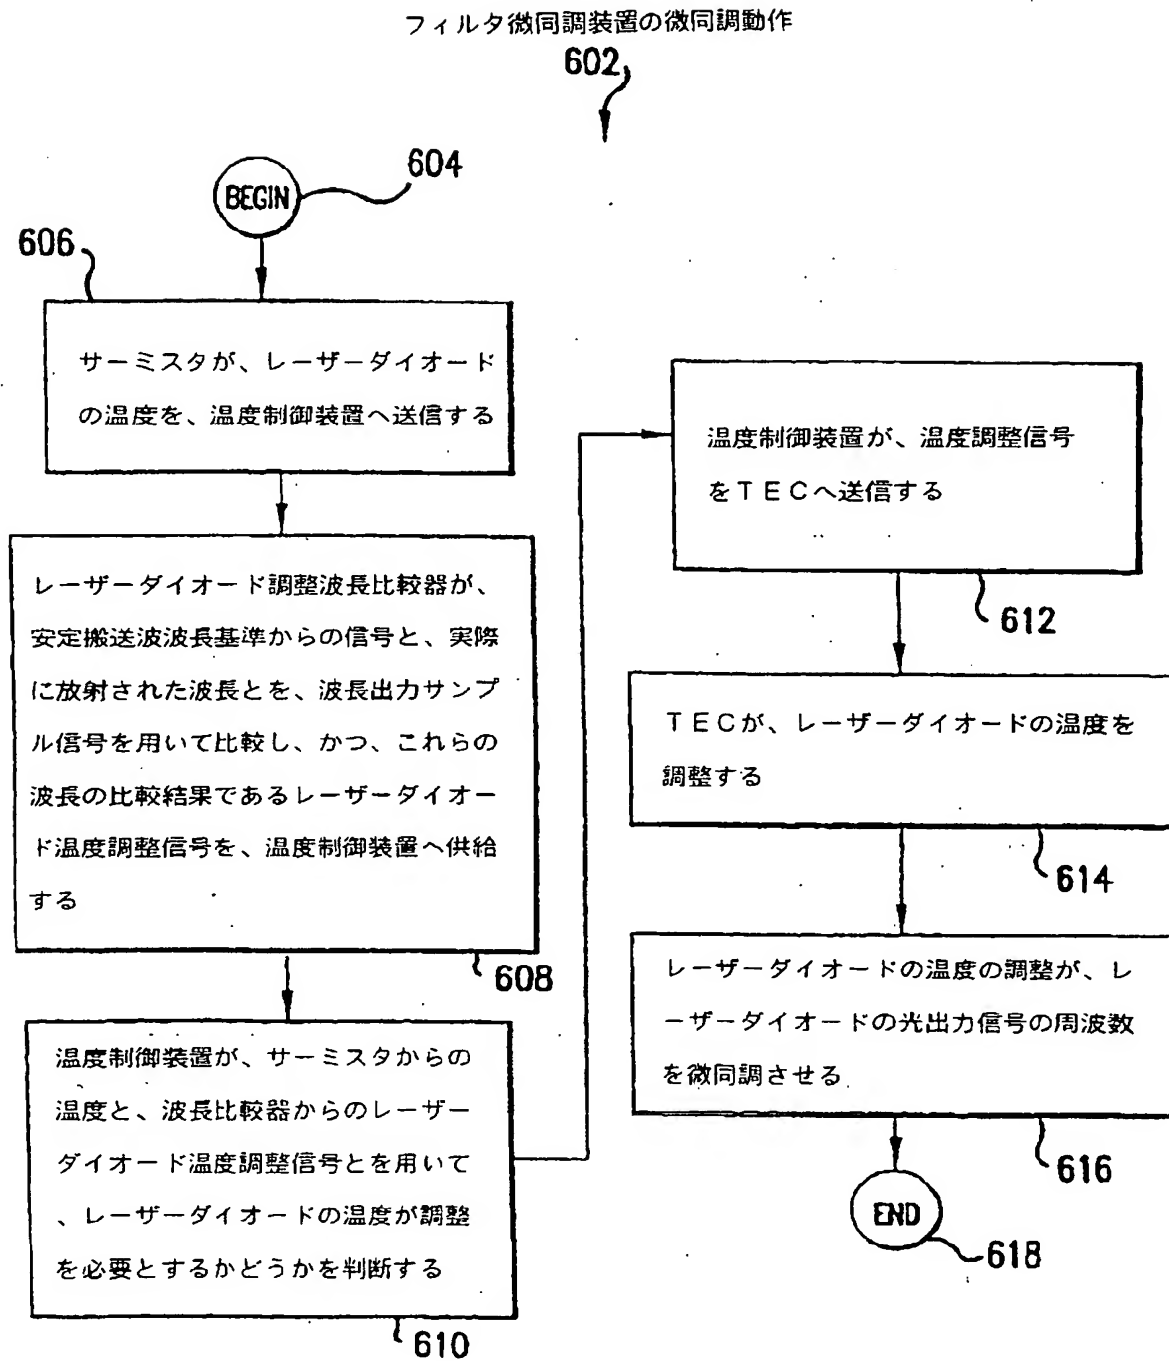 フィルタ微同調装置の微同調動作
602
BEGIN
604
606
サーミスタが、レーザーダイオード
の温度を、温度制御装置へ送信する
レーザーダイオード調整波長比較器が、
安定搬送波波長基準からの信号と、実際
に放射された波長とを、波長出力サンプ
ル信号を用いて比較し、かつ、これらの
波長の比較結果であるレーザーダイオー
ド温度調整信号を、温度制御装置へ供給
する
608
温度制御装置が、サーミスタからの
温度と、波長比較器からのレーザー
ダイオード温度調整信号とを用いて
、レーザーダイオードの温度が調整
を必要とするかどうかを判断する
610
温度制御装置が、温度調整信号
をTECへ送信する
612
TECが、レーザーダイオードの温度を
調整する
614
レーザーダイオードの温度の調整が、レ
ーザーダイオードの光出力信号の周波数
を微同調させる
616
END
618